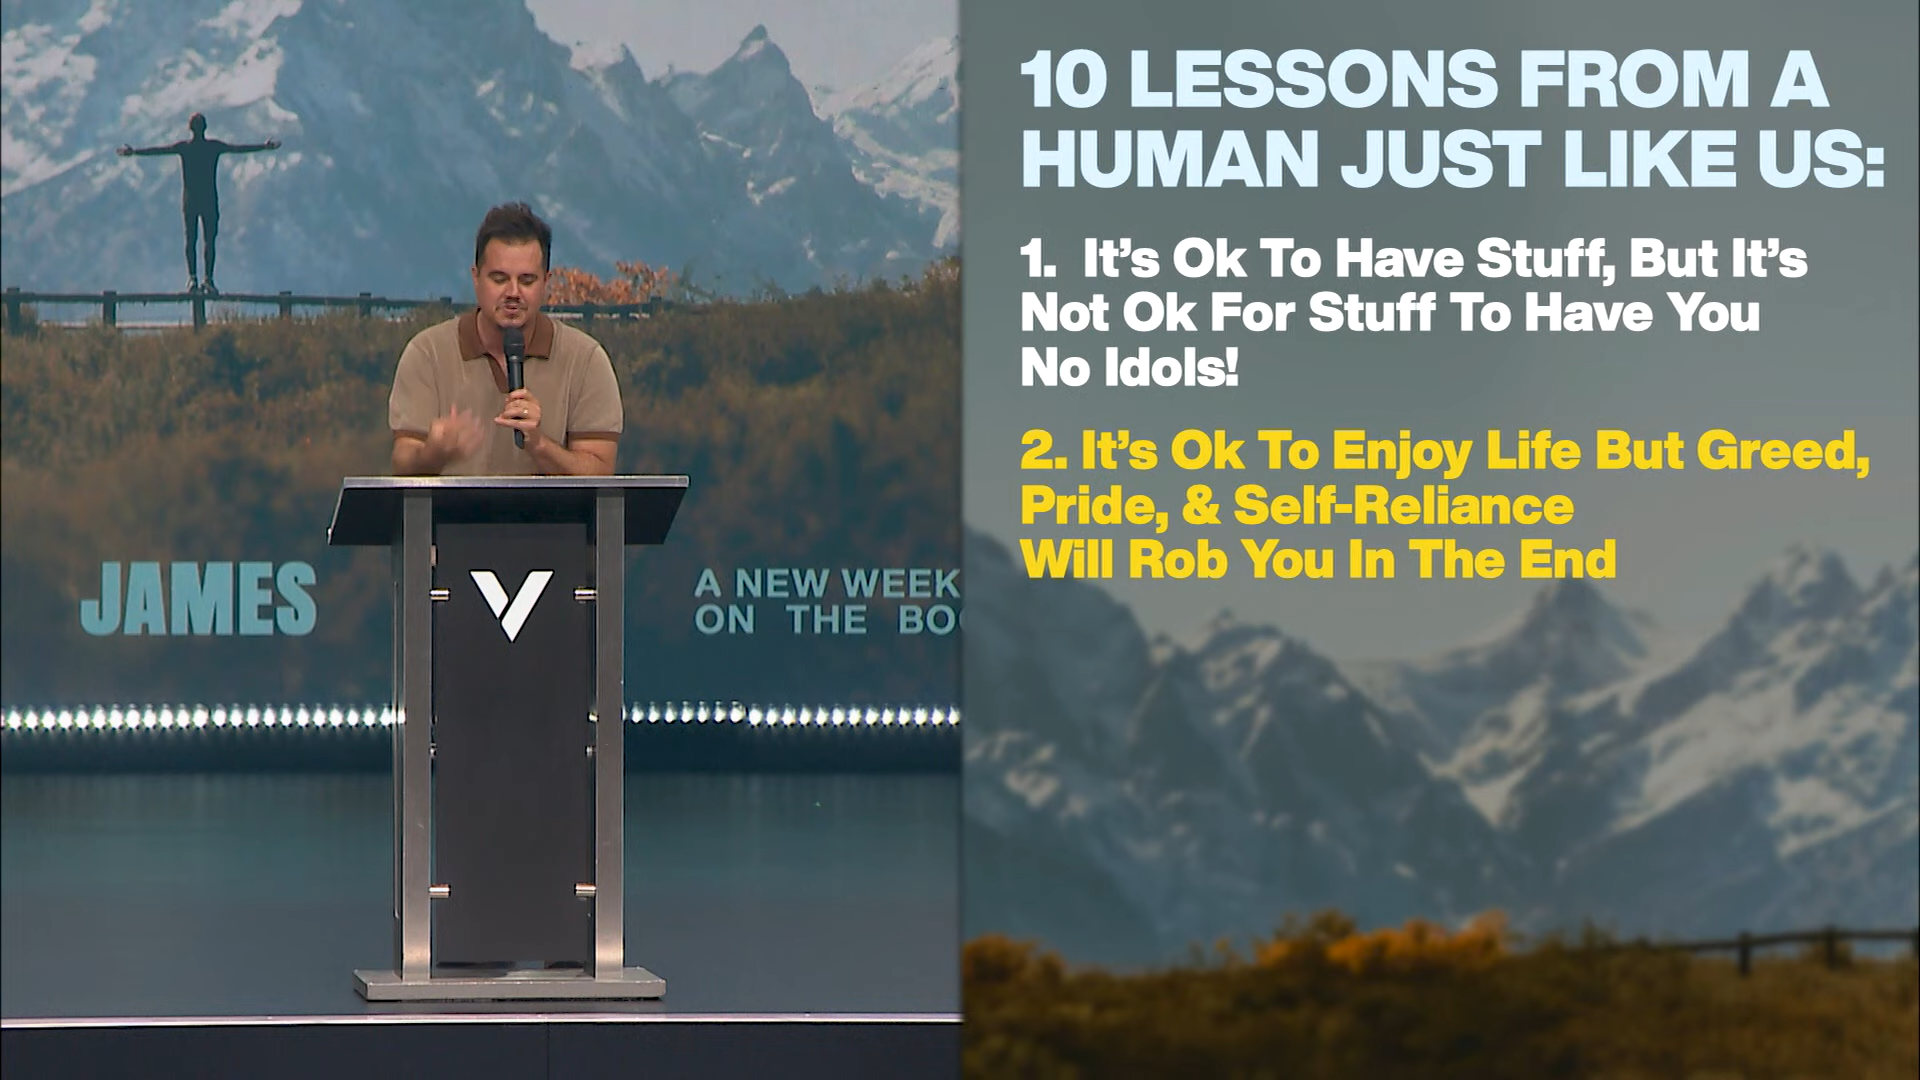 10 LESSONS FROM A
HUMAN JUST LIKE US:
1. It's Ok To Have Stuff, But It's
Not Ok For Stuff To Have You
No Idols!
2. It's Ok To Enjoy Life But Greed,
Pride, & Self-Reliance
Will Rob You In The End
JAMES
A NEW WEEK
ON THE